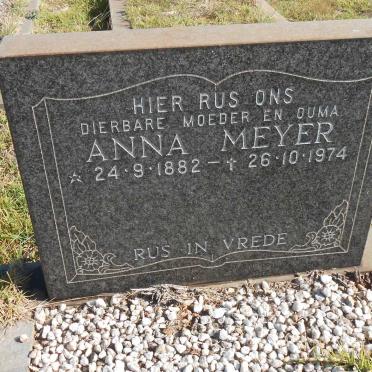 HIER RUS ONS
DIERBARE MOEDER EN OUMA
ANNA MEYER
☆ 24·9·1882 – ✝ 26·10·1974
RUS IN VREDE